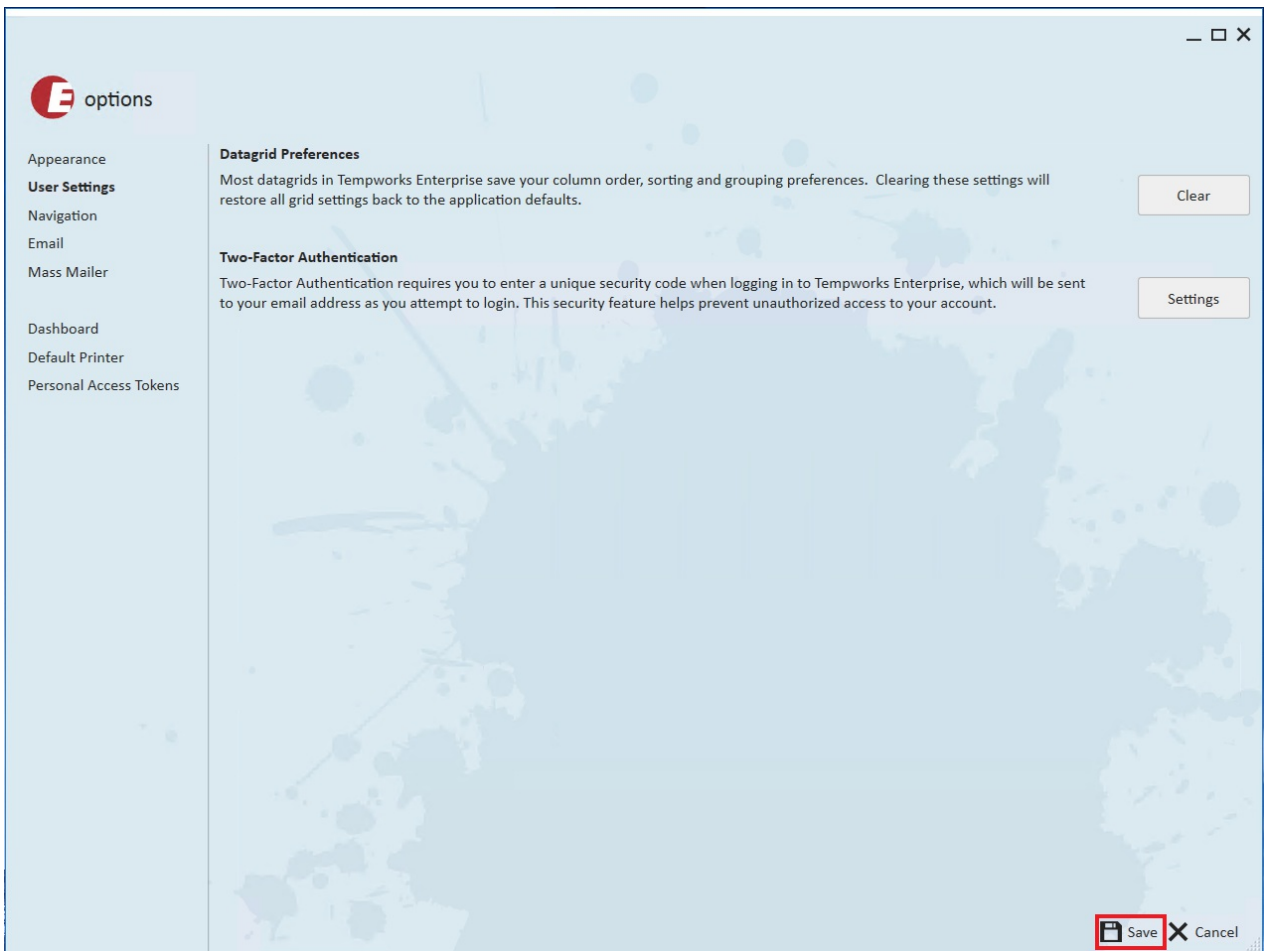 E options
Appearance
User Settings
Navigation
Email
Mass Mailer
Dashboard
Default Printer
Personal Access Tokens
Datagrid Preferences
Most datagrids in Tempworks Enterprise save your column order, sorting and grouping preferences.  Clearing these settings will
restore all grid settings back to the application defaults.
Clear
Two-Factor Authentication
Two-Factor Authentication requires you to enter a unique security code when logging in to Tempworks Enterprise, which will be sent
to your email address as you attempt to login. This security feature helps prevent unauthorized access to your account.
Settings
Save Cancel